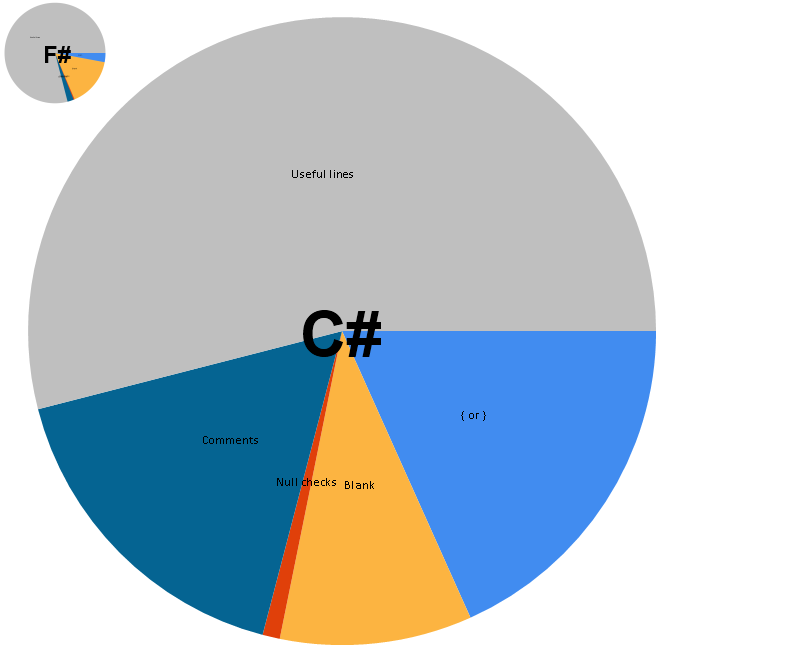 F#
Useful lines
C#
{ or }
Comments
Null checks
Blank